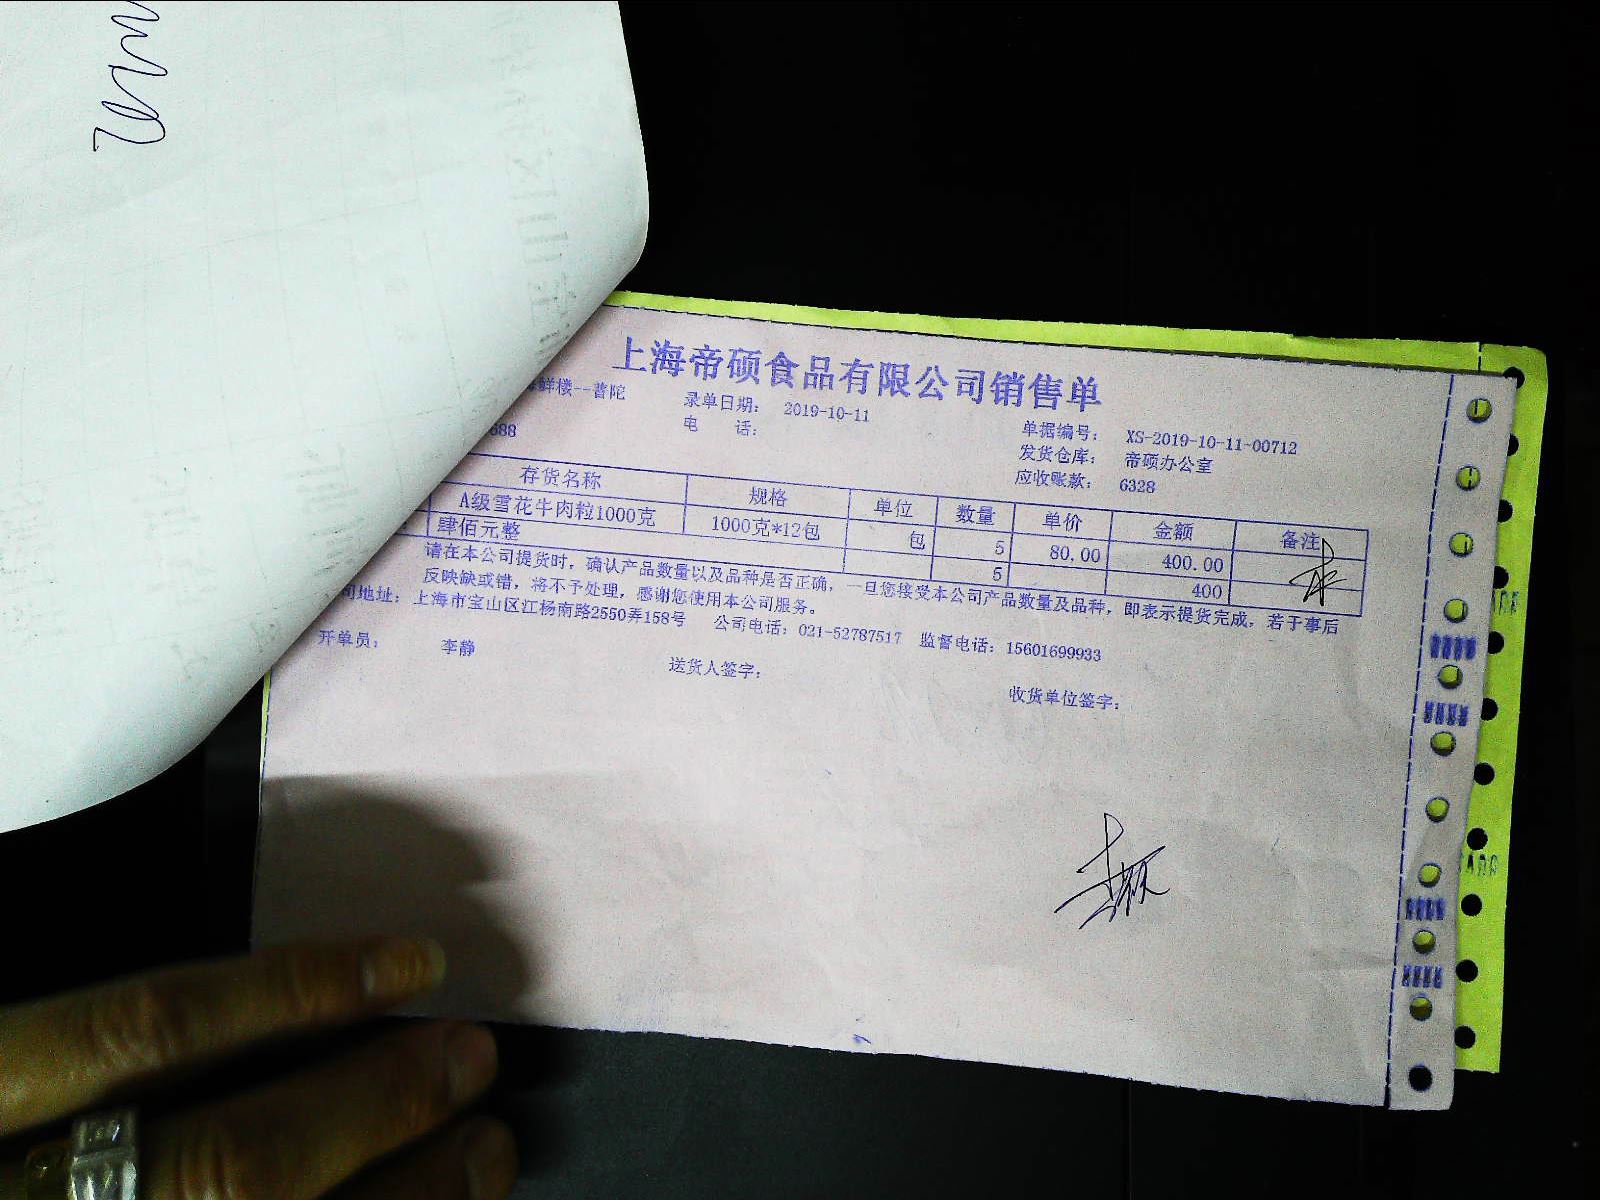 上海帝硕食品有限公司销售单
鲜楼--普陀 录单日期: 2019-10-11 单据编号: XS-2019-10-11-00712
688 电 话: 发货仓库: 帝硕办公室
应收账款: 6328
存货名称 规格 单位 数量 单价 金额 备注
A级雪花牛肉粒1000克 1000克*12包 包 5 80.00 400.00
肆佰元整 5 400
请在本公司提货时，确认产品数量以及品种是否正确，一旦您接受本公司产品数量及品种，即表示提货完成，若于事后
反映缺或错，将不予处理，感谢您使用本公司服务。
司地址: 上海市宝山区江杨南路2550弄158号 公司电话: 021-52787517 监督电话: 15601699933
开单员: 李静 送货人签字: 收货单位签字: